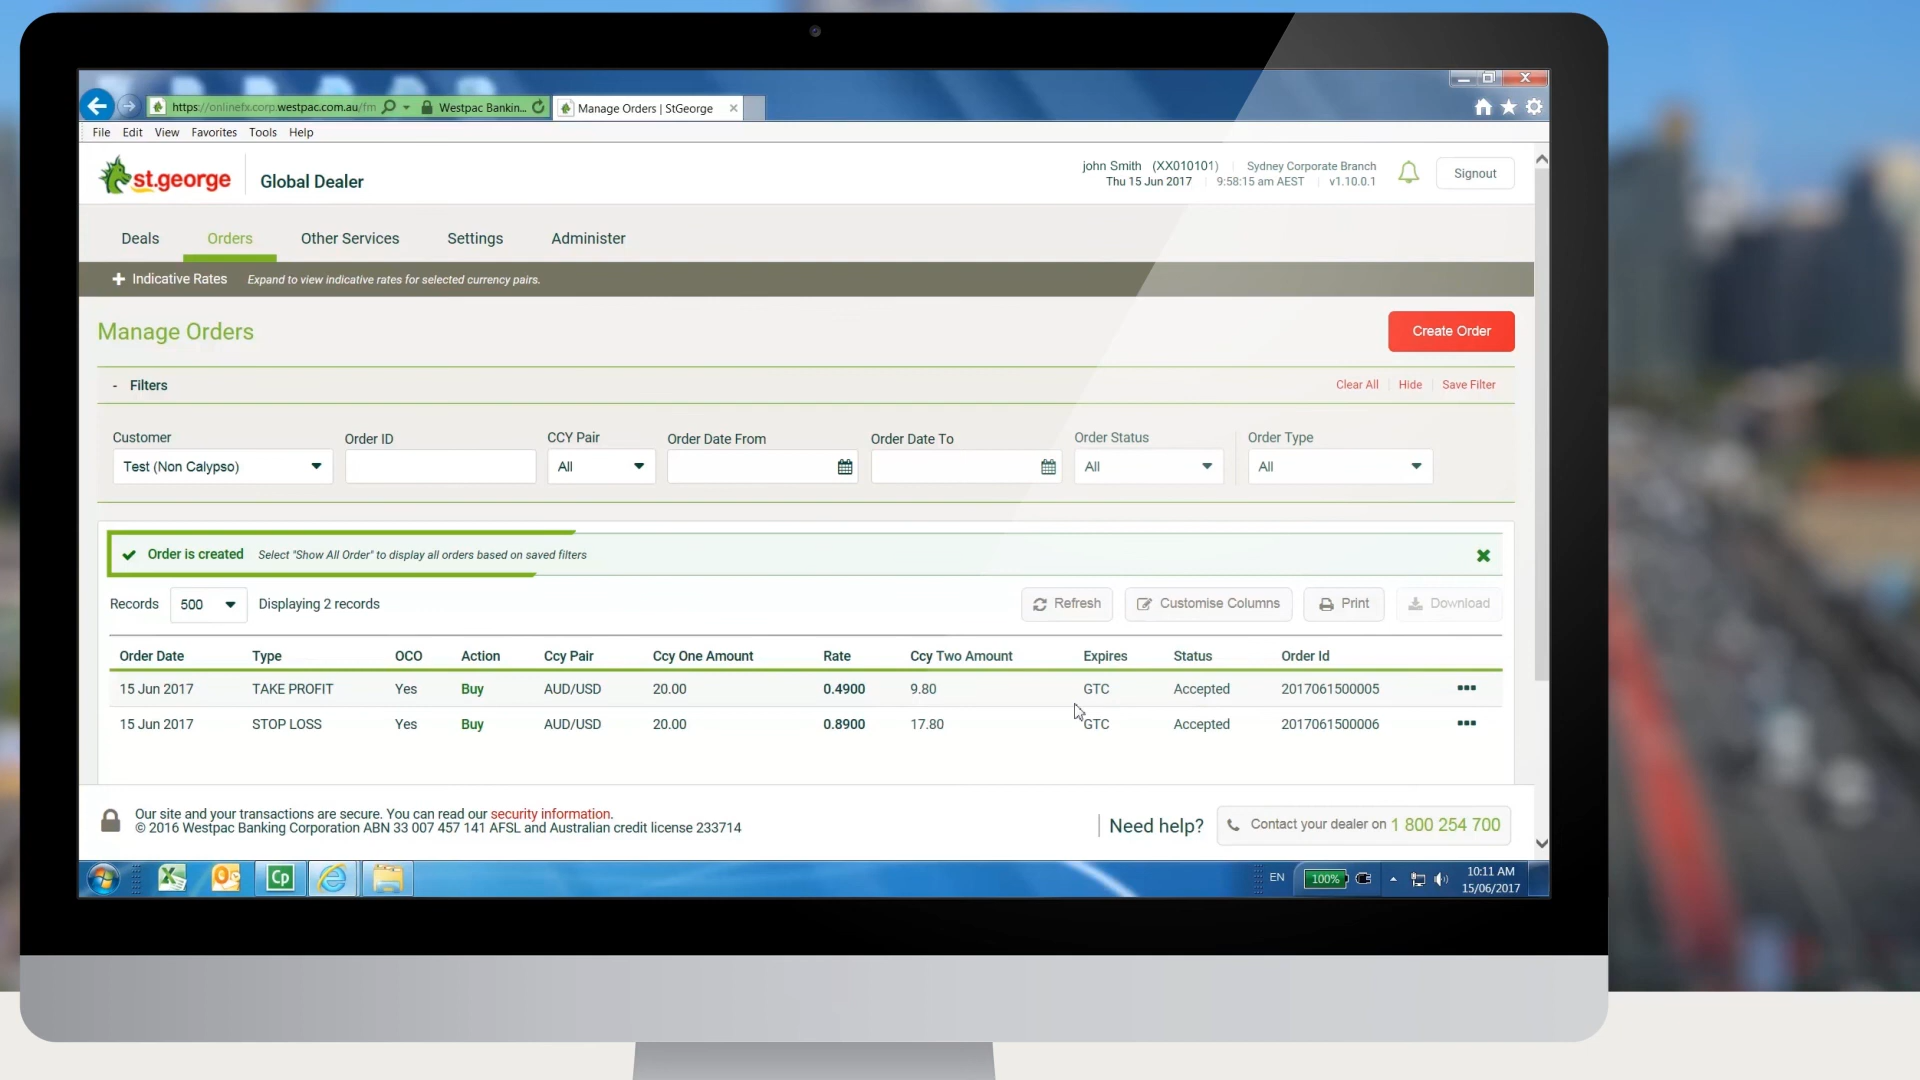 https://onlinefx.corp.westpac.com.au/fm
Westpac Bankin...
Manage Orders | StGeorge
File Edit View Favorites Tools Help
st.george
Global Dealer
john Smith (XX010101) Sydney Corporate Branch
Thu 15 Jun 2017 9:58:15 am AEST v1.10.0.1
Signout
Deals Orders Other Services Settings Administer
+ Indicative Rates Expand to view indicative rates for selected currency pairs.
Manage Orders
Create Order
- Filters
Clear All Hide Save Filter
Customer Order ID CCY Pair Order Date From Order Date To Order Status Order Type
Test (Non Calypso) All All All
Order is created Select "Show All Order" to display all orders based on saved filters
Records 500 Displaying 2 records
Refresh Customise Columns Print Download
Order Date Type OCO Action Ccy Pair Ccy One Amount Rate Ccy Two Amount Expires Status Order Id
15 Jun 2017 TAKE PROFIT Yes Buy AUD/USD 20.00 0.4900 9.80 GTC Accepted 2017061500005
15 Jun 2017 STOP LOSS Yes Buy AUD/USD 20.00 0.8900 17.80 GTC Accepted 2017061500006
Our site and your transactions are secure. You can read our security information.
© 2016 Westpac Banking Corporation ABN 33 007 457 141 AFSL and Australian credit license 233714
Need help?
Contact your dealer on 1 800 254 700
Cp
EN
100%
10:11 AM
15/06/2017